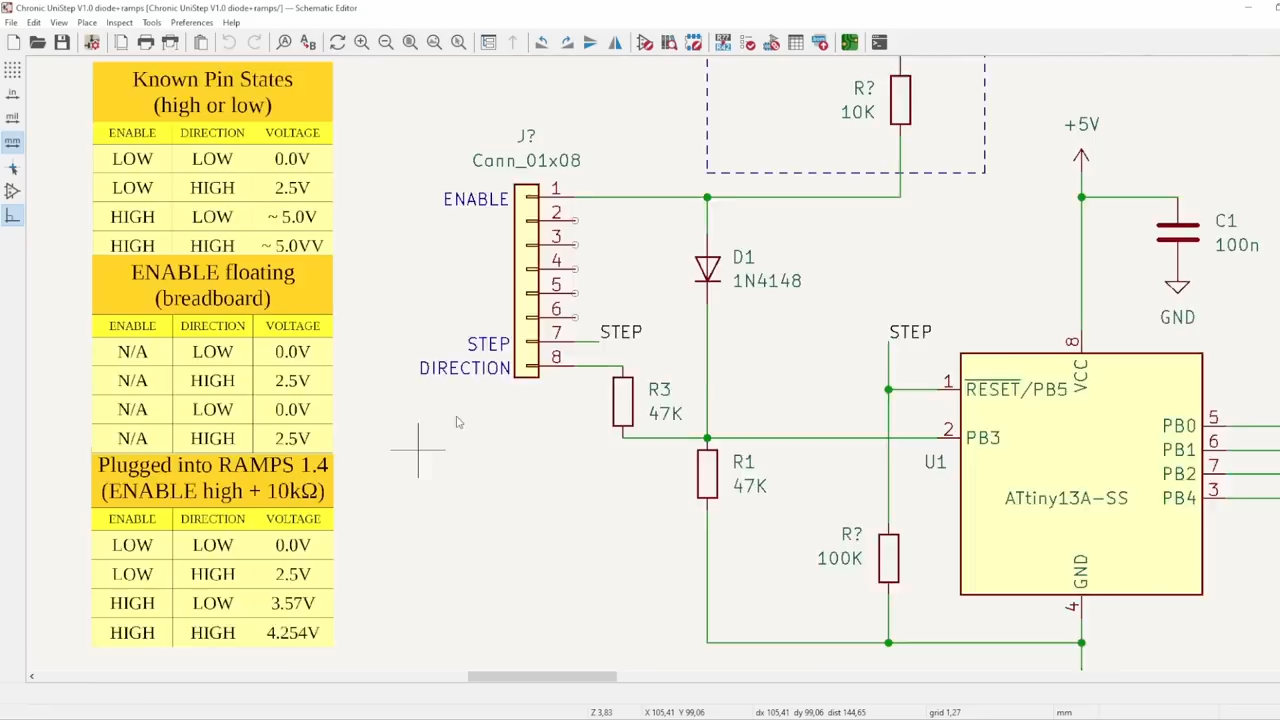 Chronic UniStep V1.0 diode+ramps [Chronic UniStep V1.0 diode+ramps/] — Schematic Editor
File Edit View Place Inspect Tools Preferences Help
in
mil
mm
Known Pin States
(high or low)
ENABLE DIRECTION VOLTAGE
LOW LOW 0.0V
LOW HIGH 2.5V
HIGH LOW ~ 5.0V
HIGH HIGH ~ 5.0VV
ENABLE floating
(breadboard)
ENABLE DIRECTION VOLTAGE
N/A LOW 0.0V
N/A HIGH 2.5V
N/A LOW 0.0V
N/A HIGH 2.5V
Plugged into RAMPS 1.4
(ENABLE high + 10kΩ)
ENABLE DIRECTION VOLTAGE
LOW LOW 0.0V
LOW HIGH 2.5V
HIGH LOW 3.57V
HIGH HIGH 4.254V
J?
Conn_01x08
ENABLE
STEP
DIRECTION
1
2
3
4
5
6
7
8
STEP
R?
10K
D1
1N4148
R3
47K
R1
47K
STEP
R?
100K
+5V
C1
100n
GND
8
VCC
1
RESET/PB5
2
PB3
U1
ATtiny13A-SS
PB0 5
PB1 6
PB2 7
PB4 3
GND
4
Z 3,83 X 105,41 Y 99,06 dx 105,41 dy 99,06 dist 144,65 grid 1,27 mm